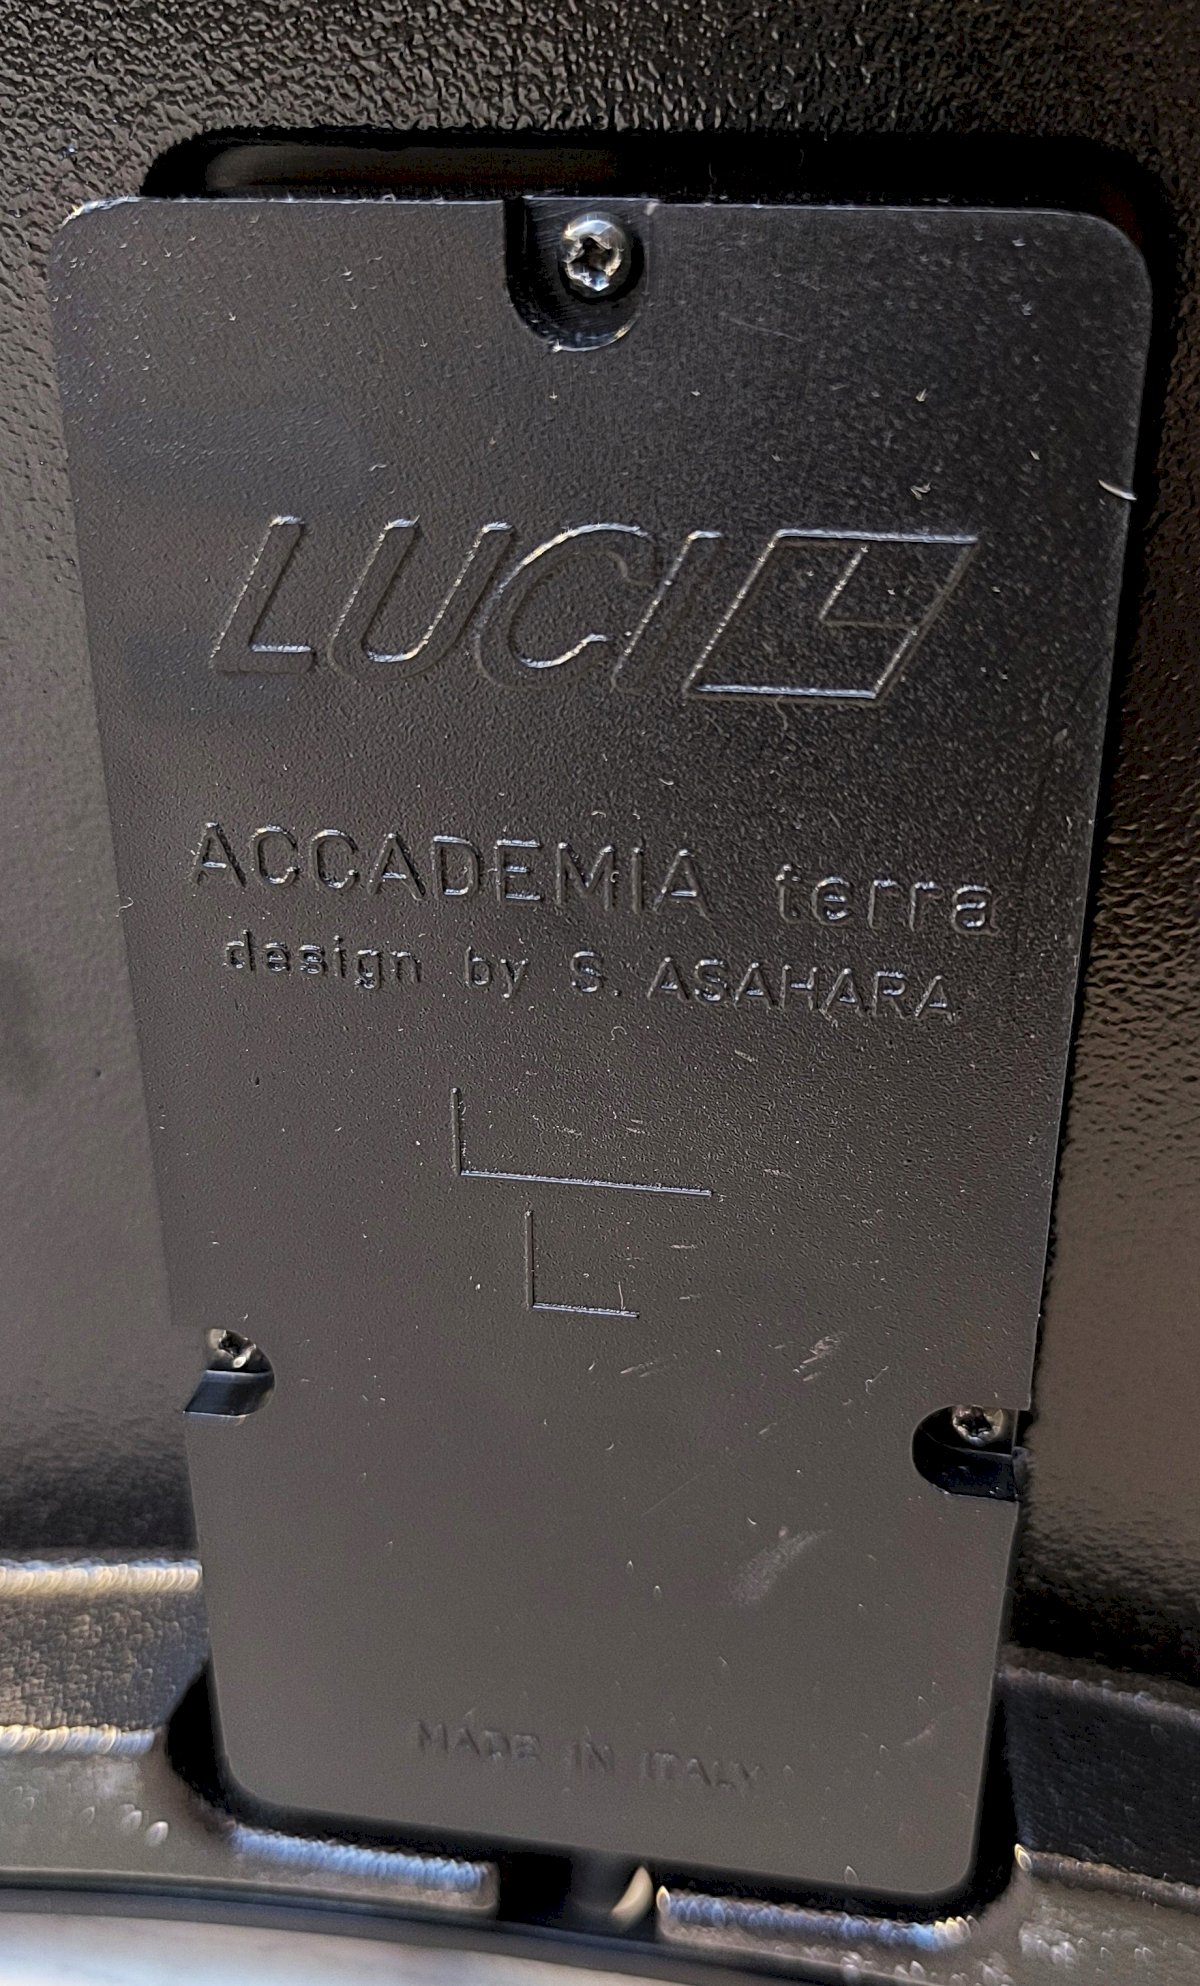 LUCI
ACCADEMIA terra
design by S. ASAHARA
MADE IN ITALY